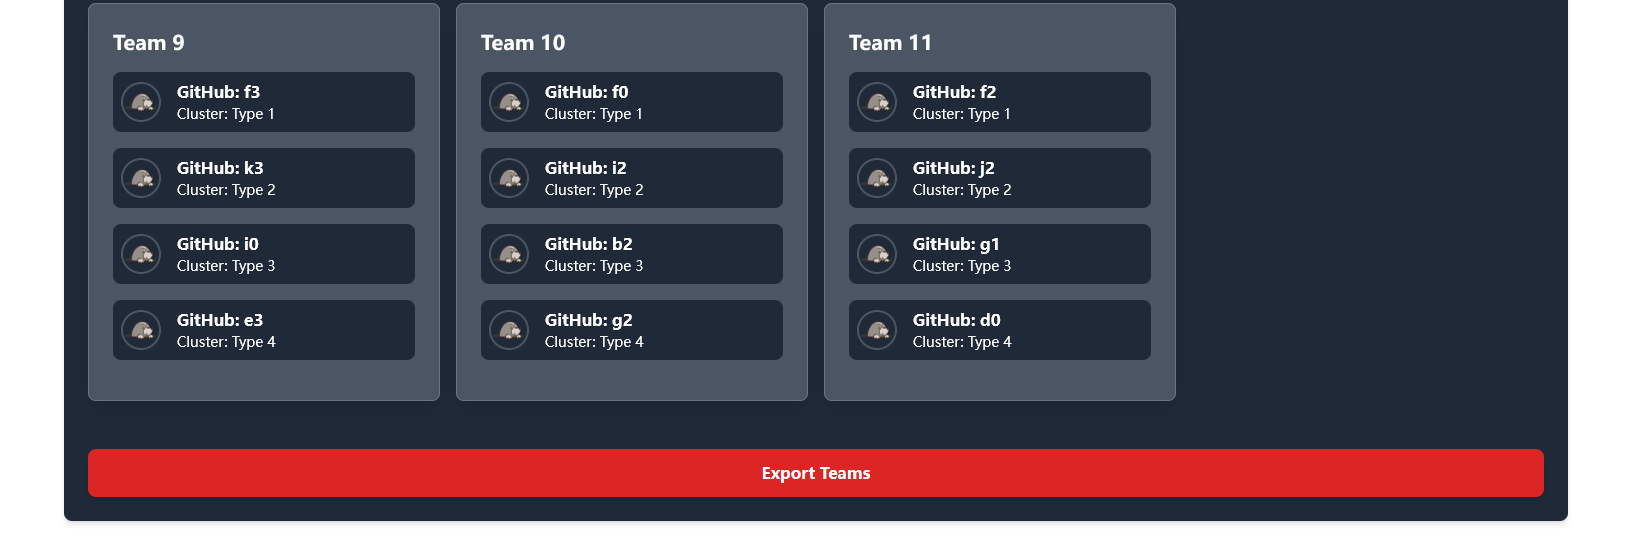 Team 9
GitHub: f3
Cluster: Type 1
GitHub: k3
Cluster: Type 2
GitHub: i0
Cluster: Type 3
GitHub: e3
Cluster: Type 4
Team 10
GitHub: f0
Cluster: Type 1
GitHub: i2
Cluster: Type 2
GitHub: b2
Cluster: Type 3
GitHub: g2
Cluster: Type 4
Team 11
GitHub: f2
Cluster: Type 1
GitHub: j2
Cluster: Type 2
GitHub: g1
Cluster: Type 3
GitHub: d0
Cluster: Type 4
Export Teams